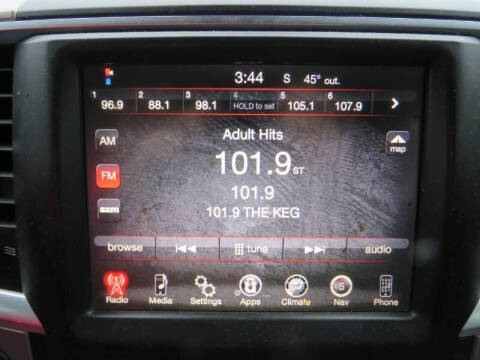 3:44 S 45° out.
1 2 3 4 5 6
96.9 88.1 98.1 HOLD to set 105.1 107.9
AM Adult Hits map
101.9 ST
FM 101.9
sxm 101.9 THE KEG
browse tune audio
Radio Media Settings Apps Climate Nav Phone
S